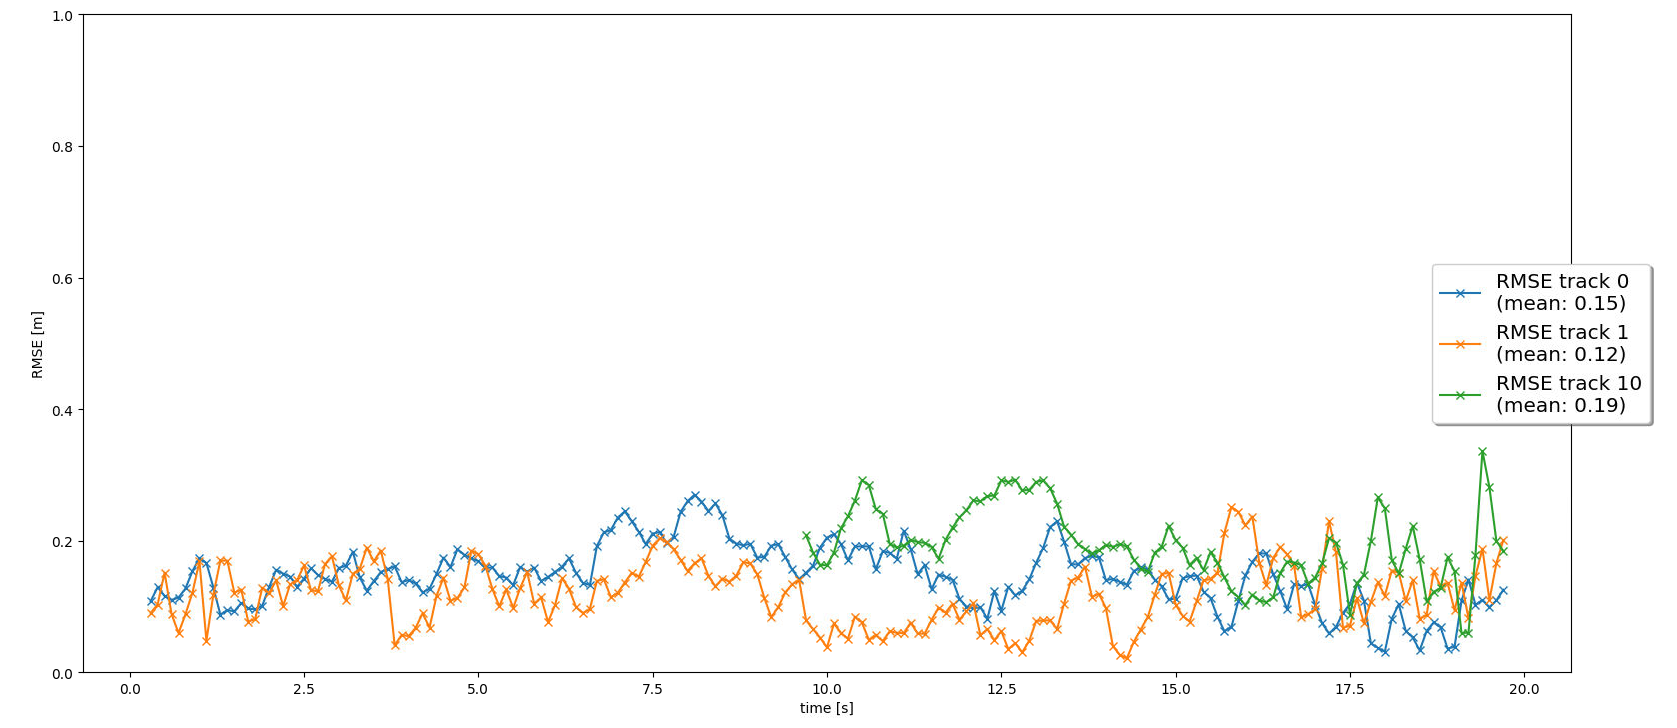 1.0
0.8
0.6
0.4
0.2
0.0
RMSE [m]
0.0 2.5 5.0 7.5 10.0 12.5 15.0 17.5 20.0
time [s]
RMSE track 0
(mean: 0.15)
RMSE track 1
(mean: 0.12)
RMSE track 10
(mean: 0.19)